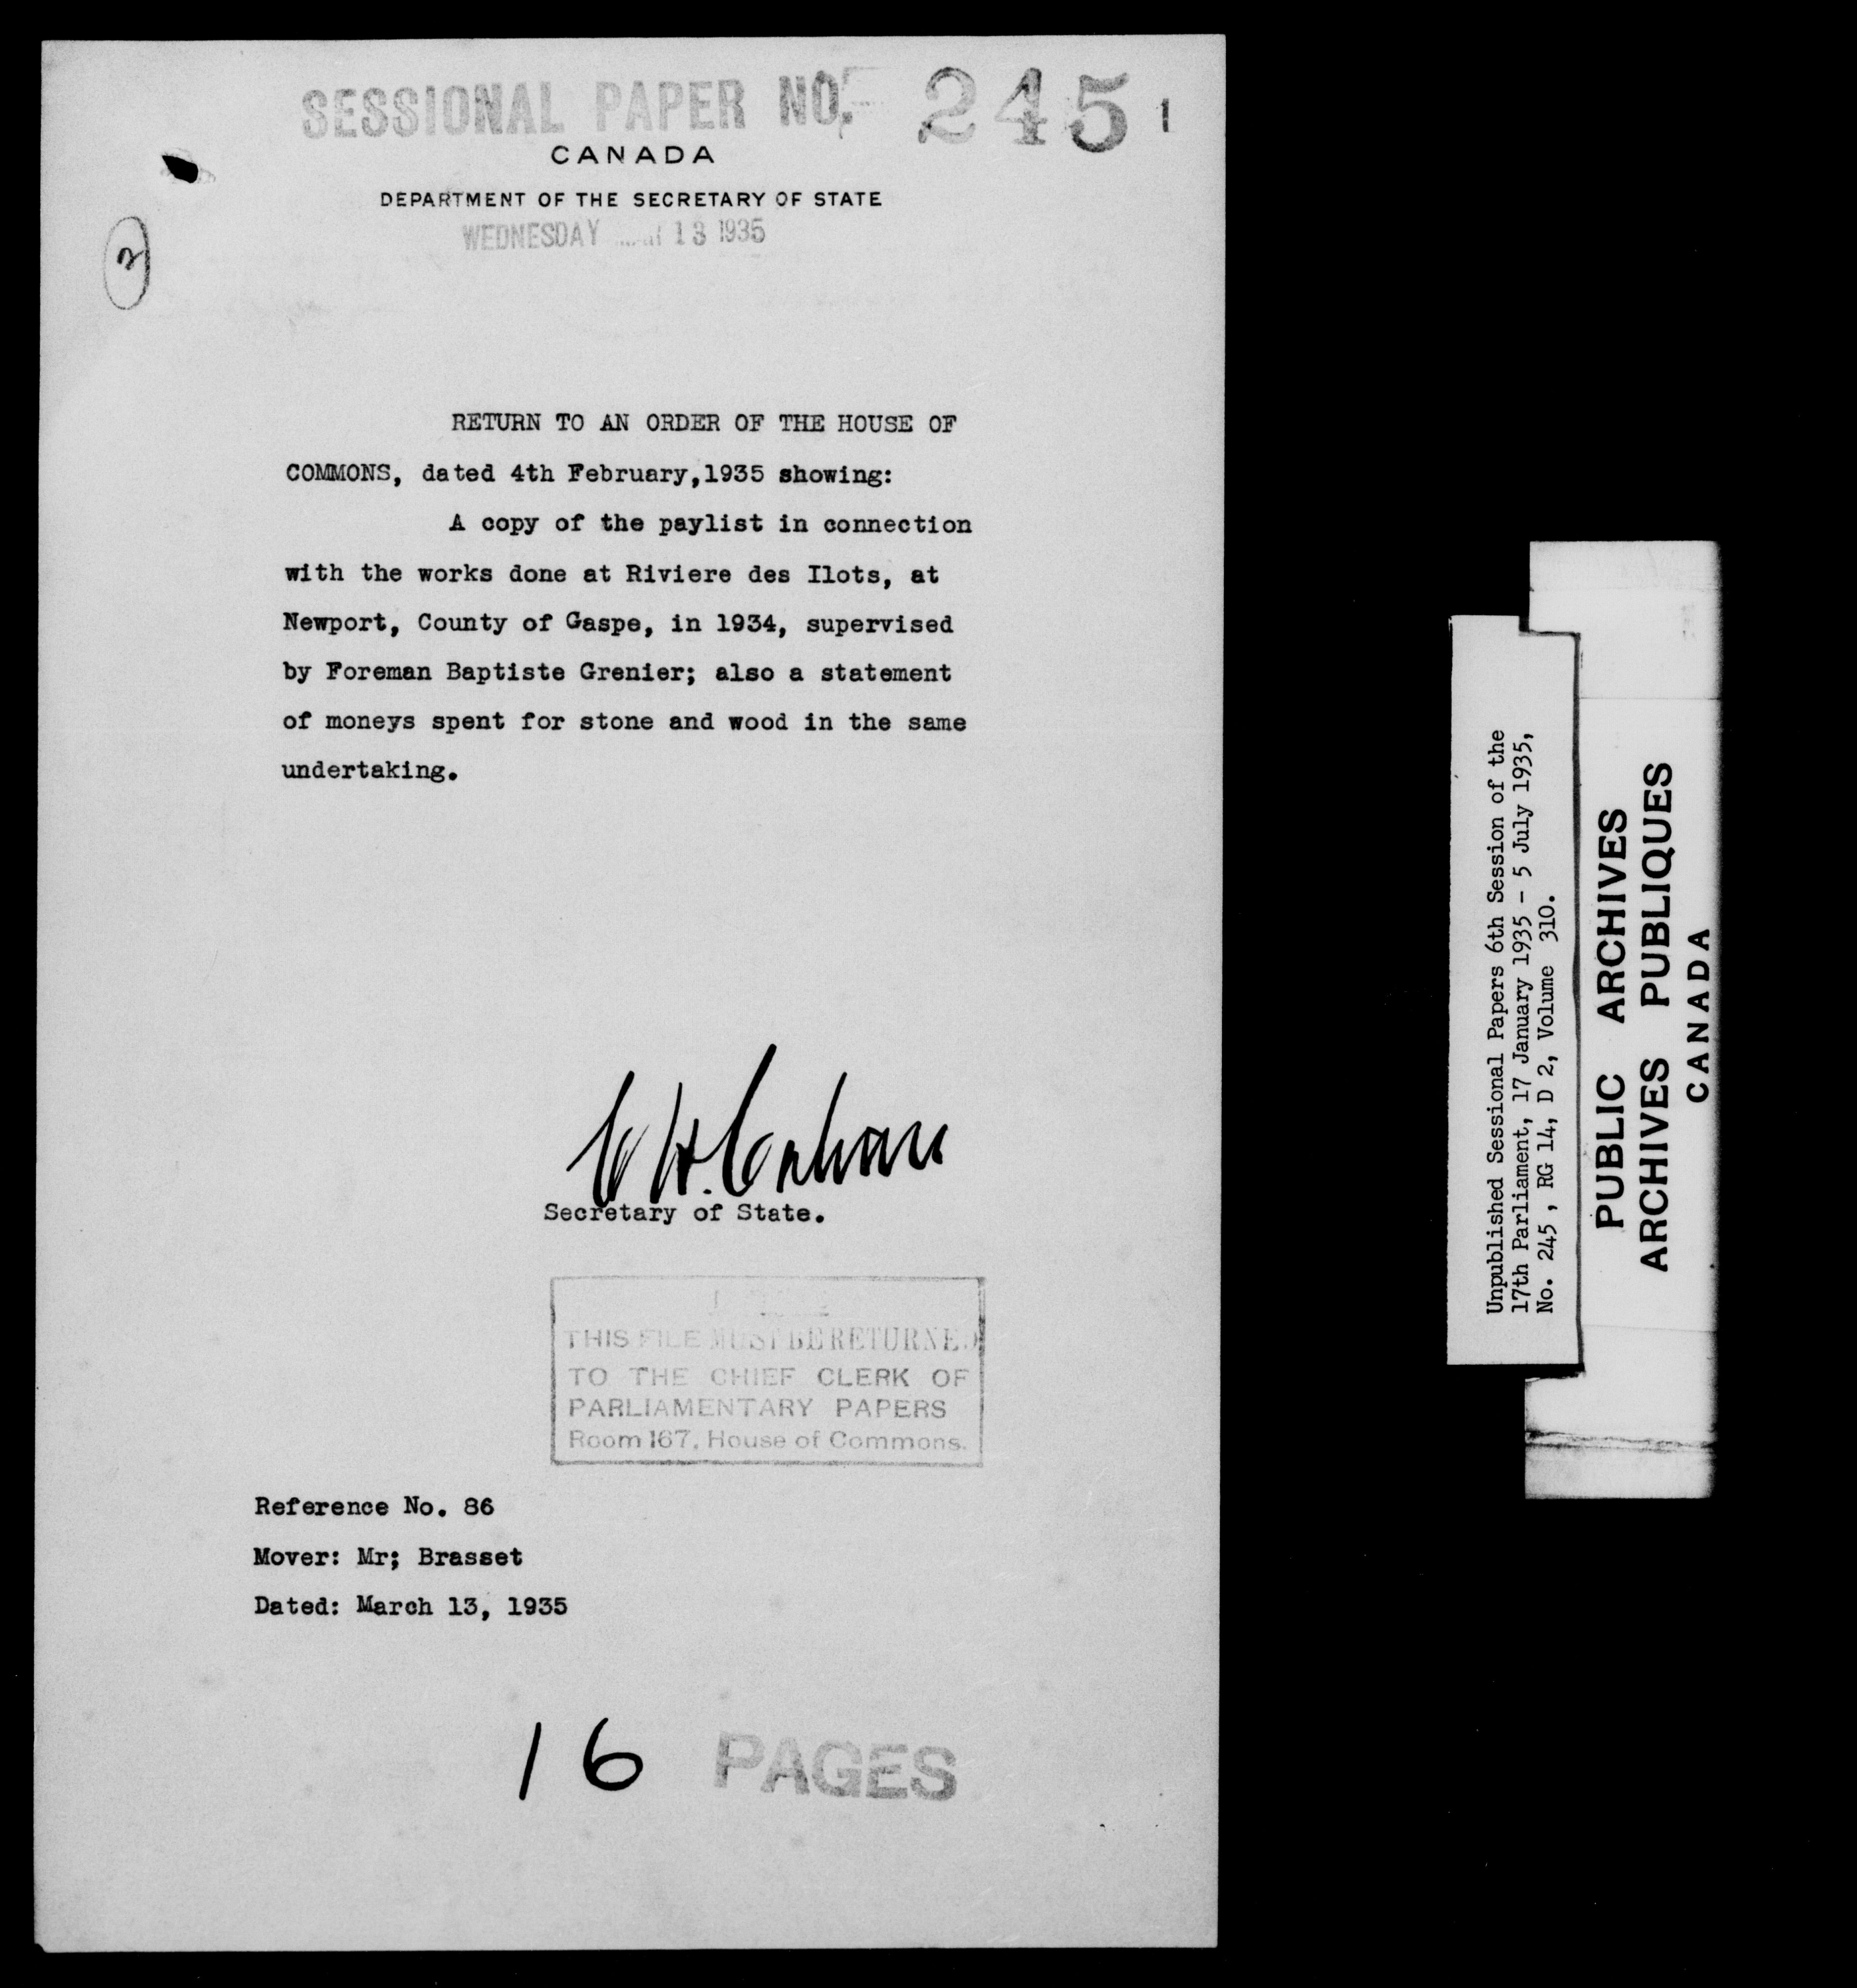 SESSIONAL PAPER NO. 245 1
CANADA
DEPARTMENT OF THE SECRETARY OF STATE
WEDNESDAY 13 1935
2
RETURN TO AN ORDER OF THE HOUSE OF
COMMONS, dated 4th February,1935 showing:
A copy of the paylist in connection
with the works done at Riviere des Ilots, at
Newport, County of Gaspe, in 1934, supervised
by Foreman Baptiste Grenier; also a statement
of moneys spent for stone and wood in the same
undertaking.
C H. Cahan
Secretary of State.
THIS FILE MUST BE RETURNED
TO THE CHIEF CLERK OF
PARLIAMENTARY PAPERS
Room 167, House of Commons.
Reference No. 86
Mover: Mr; Brasset
Dated: March 13, 1935
16 PAGES
Unpublished Sessional Papers 6th Session of the
17th Parliament, 17 January 1935 - 5 July 1935,
No. 245 , RG 14, D 2, Volume 310.
PUBLIC ARCHIVES
ARCHIVES PUBLIQUES
CANADA